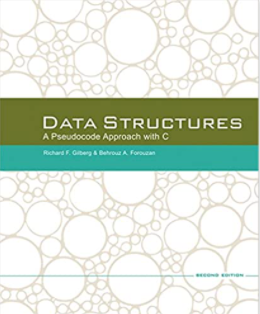 DATA STRUCTURES
A Pseudocode Approach with C
Richard F. Gilberg & Behrouz A. Forouzan
SECOND EDITION